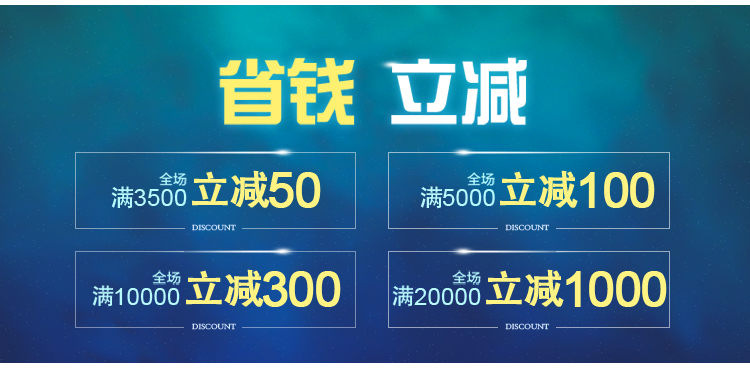 省钱 立减
全场
满3500 立减50
DISCOUNT
全场
满5000 立减100
DISCOUNT
全场
满10000 立减300
DISCOUNT
全场
满20000 立减1000
DISCOUNT